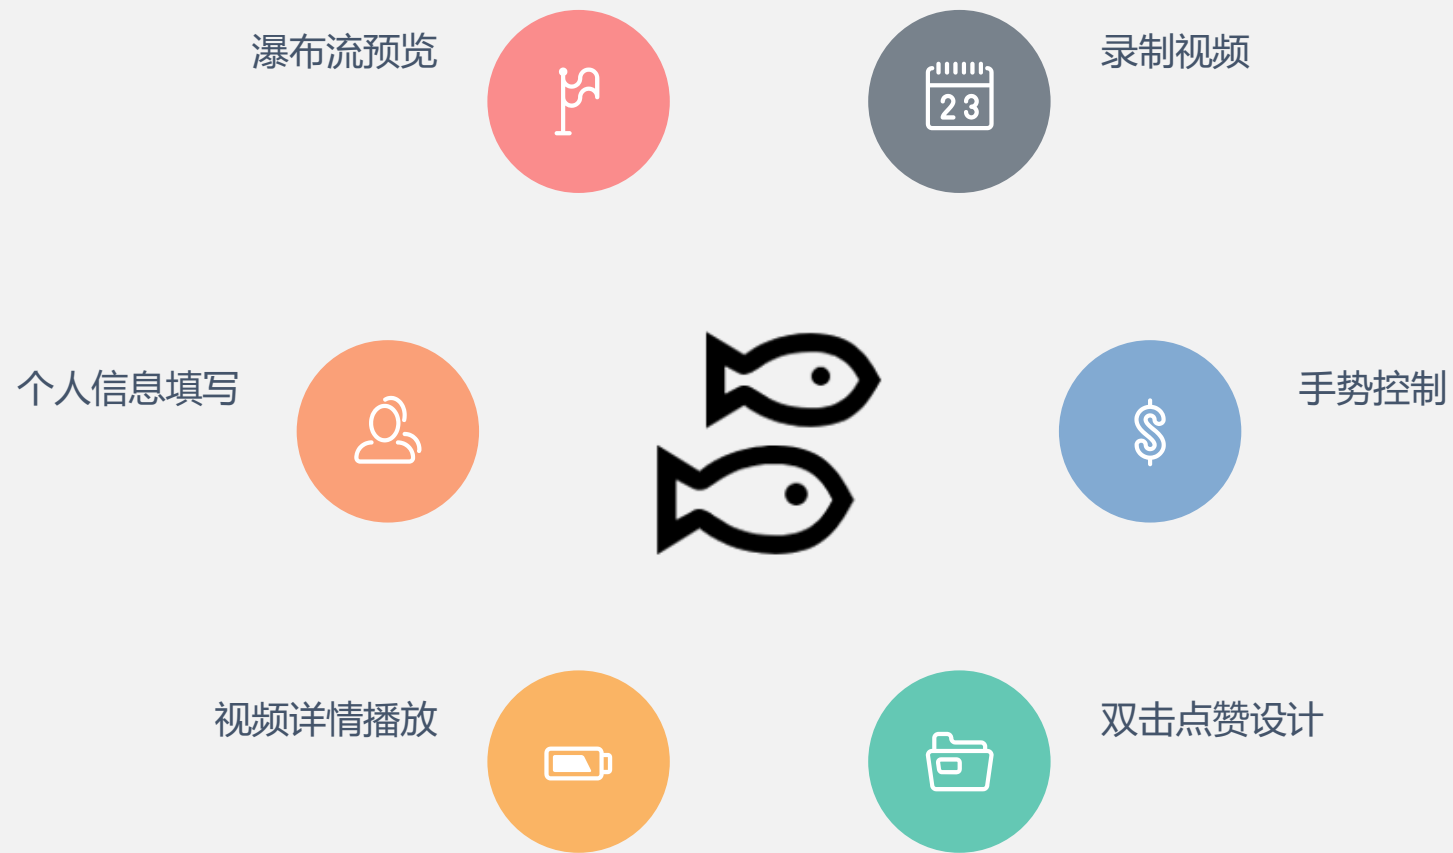 瀑布流预览
录制视频
23
个人信息填写
手势控制
$
视频详情播放
双击点赞设计